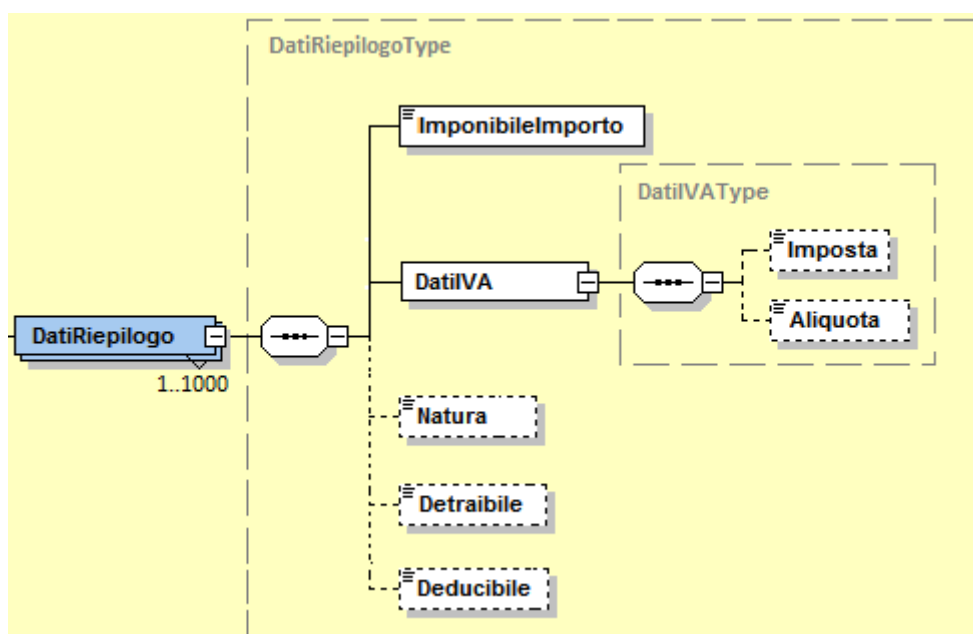 DatiRiepilogoType
ImponibileImporto
DatiIVAType
Imposta
DatiIVA
Aliquota
DatiRiepilogo
1..1000
Natura
Detraibile
Deducibile